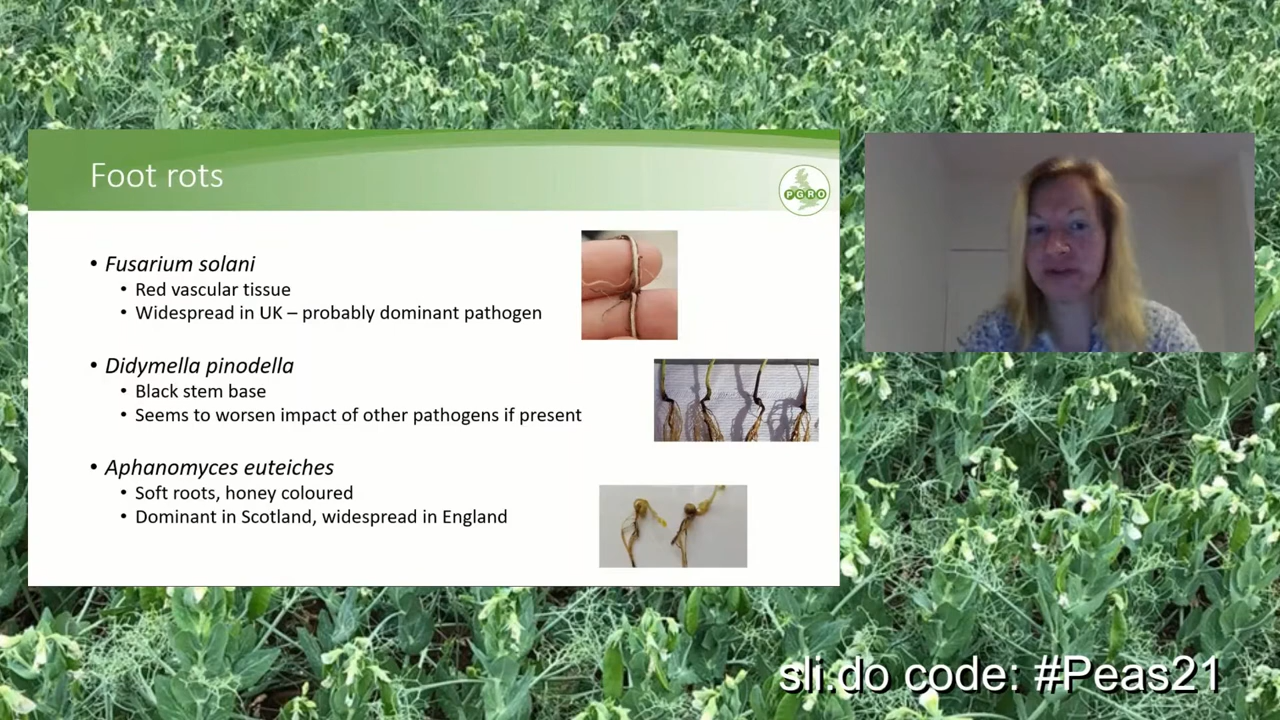 Foot rots
PGRO
• Fusarium solani
• Red vascular tissue
• Widespread in UK – probably dominant pathogen
• Didymella pinodella
• Black stem base
• Seems to worsen impact of other pathogens if present
• Aphanomyces euteiches
• Soft roots, honey coloured
• Dominant in Scotland, widespread in England
sli.do code: #Peas21